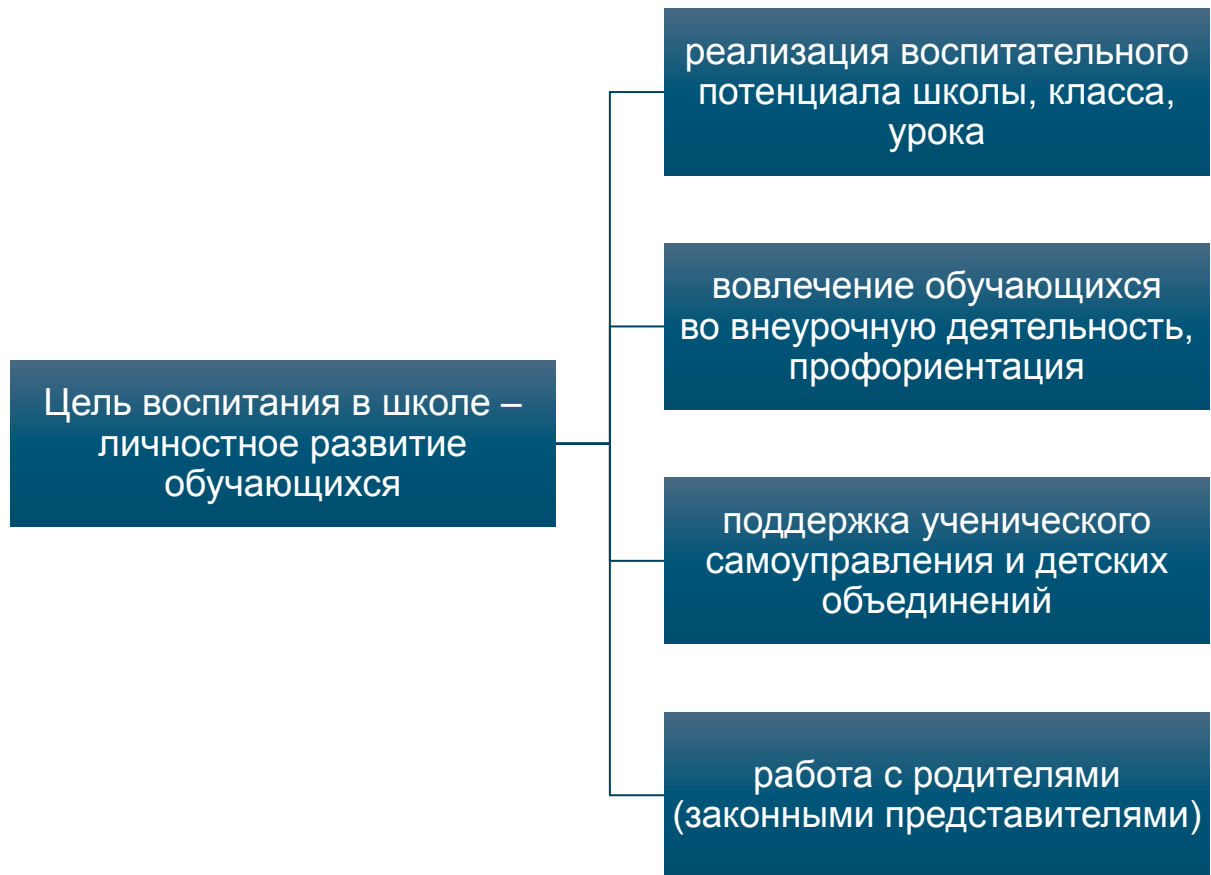 реализация воспитательного
потенциала школы, класса,
урока
вовлечение обучающихся
во внеурочную деятельность,
профориентация
Цель воспитания в школе –
личностное развитие
обучающихся
поддержка ученического
самоуправления и детских
объединений
работа с родителями
(законными представителями)